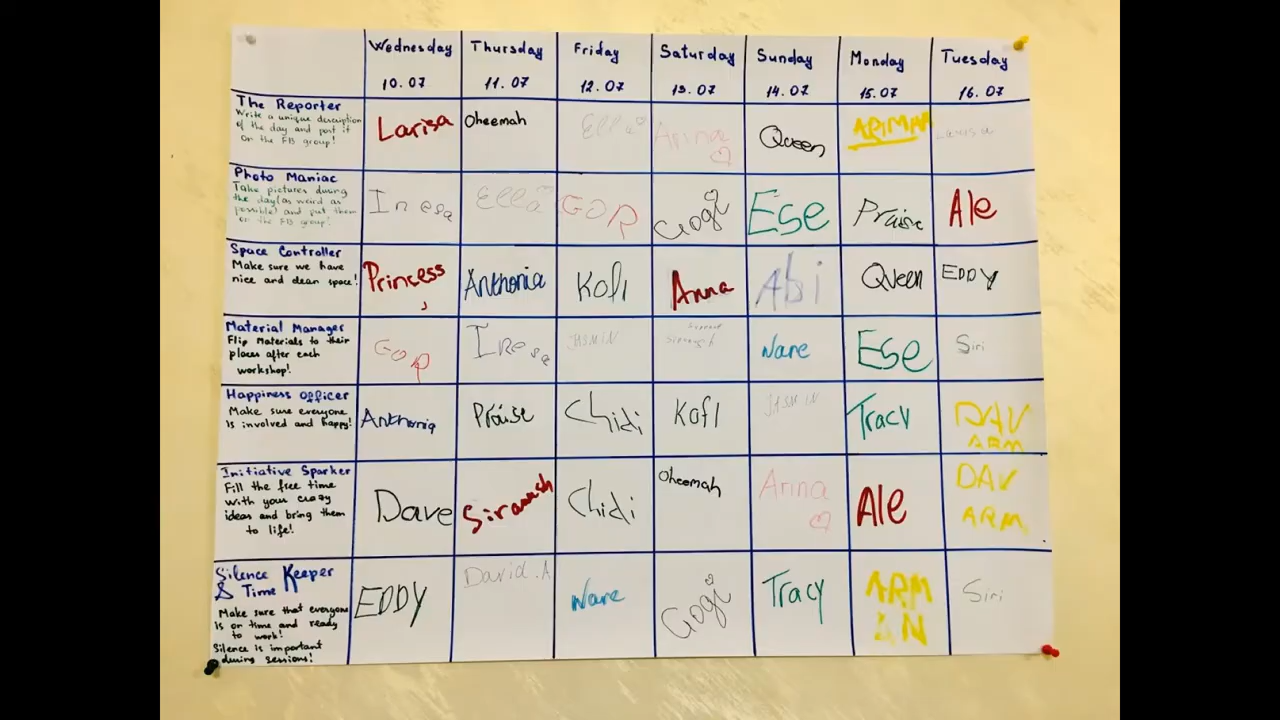 Wednesday Thursday Friday Saturday Sunday Monday Tuesday
10.07 11.07 12.07 13.07 14.07 15.07 16.07
The Reporter
Write a unique description
of the day and post it
on the FB group!
Larisa Oheemah Ella Anna Queen ARMAN Larisa
Photo Maniac
Take pictures during
the day (as weird as
possible) and put them
on the FB group!
Inesa Ella GOR Gogi Ese Praise Ale
Space Controller
Make sure we have
nice and clean space!
Princess Anthonia Kofi Anna Abi Queen EDDY
Material Manager
Flip Materials to their
places after each
workshop!
GOR Inesa JASMIN Siranush Nare Ese Siri
Happiness Officer
Make sure everyone
is involved and happy!
Anthonia Praise Chidi Kofi JASMIN Tracy DAV
ARM
Initiative Sparker
Fill the free time
with your crazy
ideas and bring them
to life!
Dave Siranush Chidi Oheemah Anna Ale DAV
ARM
Silence Keeper
& Time
Make sure that everyone
is on time and ready
to work!
Silence is important
during sessions!
EDDY David.A Nare Gogi Tracy ARM
AN Siri